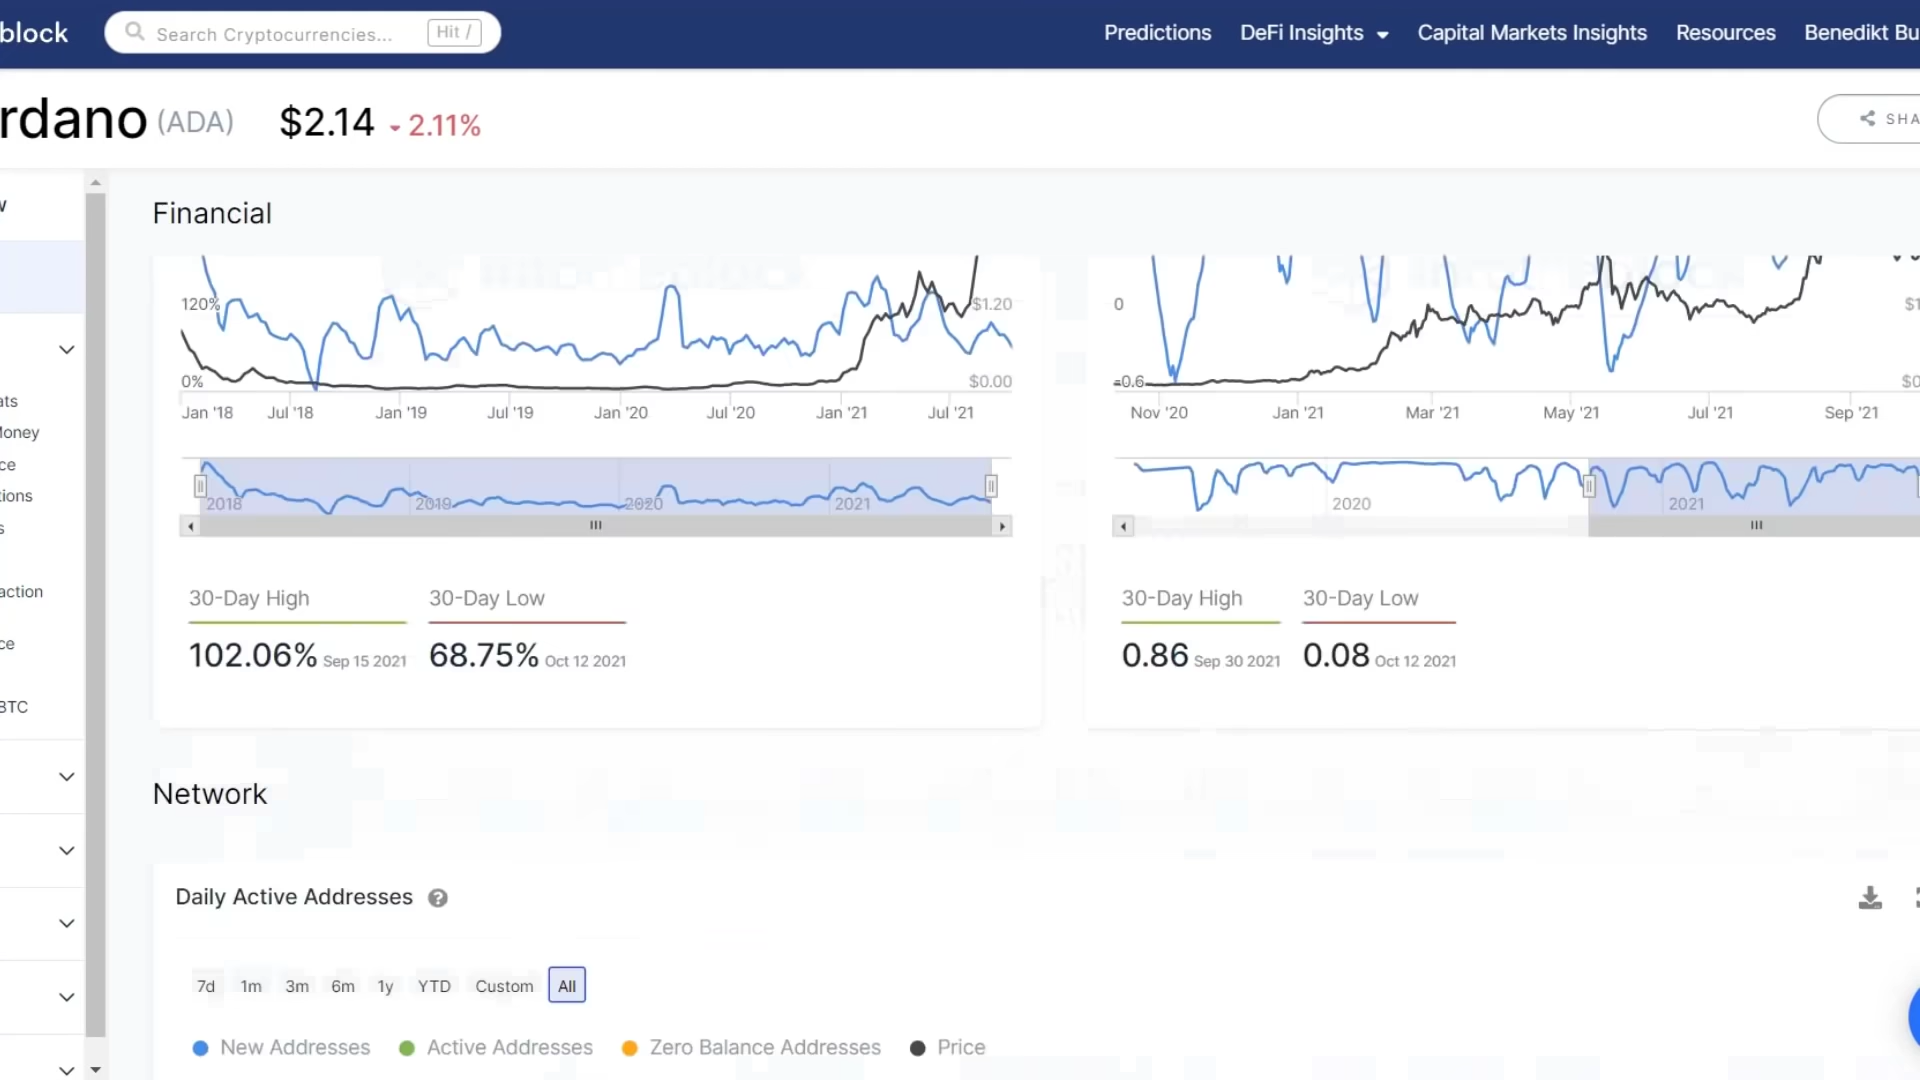 block
Search Cryptocurrencies...
Hit /
Predictions
DeFi Insights
Capital Markets Insights
Resources
Benedikt Bu
rdano (ADA) $2.14 2.11%
SHA
Financial
120%
$1.20
0%
$0.00
Jan '18 Jul '18 Jan '19 Jul '19 Jan '20 Jul '20 Jan '21 Jul '21
2018 2019 2020 2021
30-Day High 30-Day Low
102.06% Sep 15 2021 68.75% Oct 12 2021
0
$1
-0.6
$0
Nov '20 Jan '21 Mar '21 May '21 Jul '21 Sep '21
2020 2021
30-Day High 30-Day Low
0.86 Sep 30 2021 0.08 Oct 12 2021
ats
Money
ce
tions
s
action
ce
BTC
Network
Daily Active Addresses ?
7d 1m 3m 6m 1y YTD Custom All
New Addresses Active Addresses Zero Balance Addresses Price